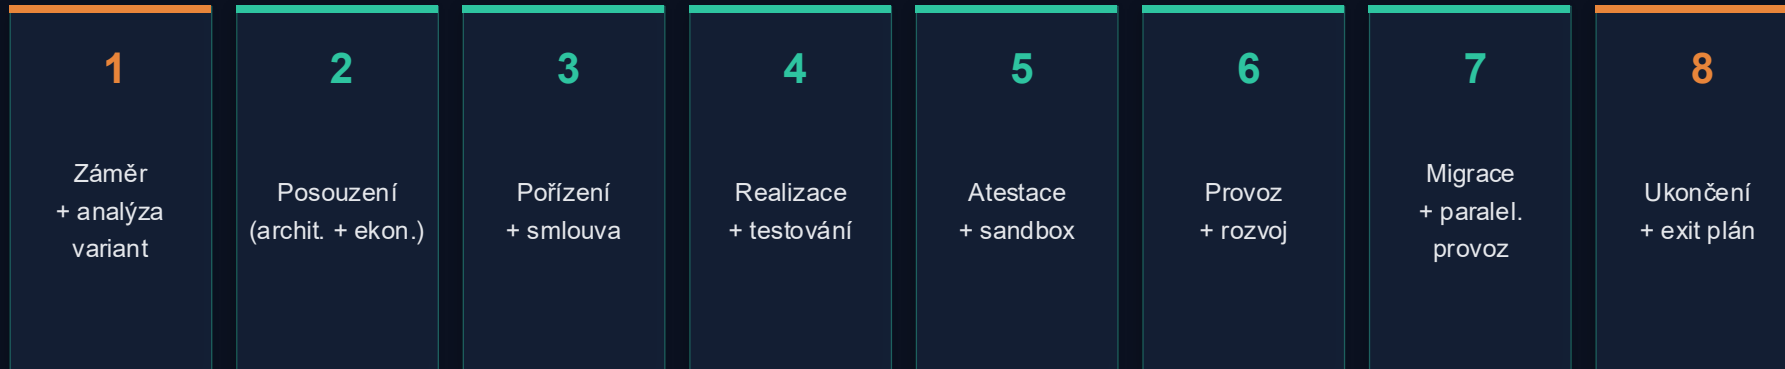 1
Záměr
+ analýza
variant
2
Posouzení
(archit. + ekon.)
3
Pořízení
+ smlouva
4
Realizace
+ testování
5
Atestace
+ sandbox
6
Provoz
+ rozvoj
7
Migrace
+ paralel.
provoz
8
Ukončení
+ exit plán